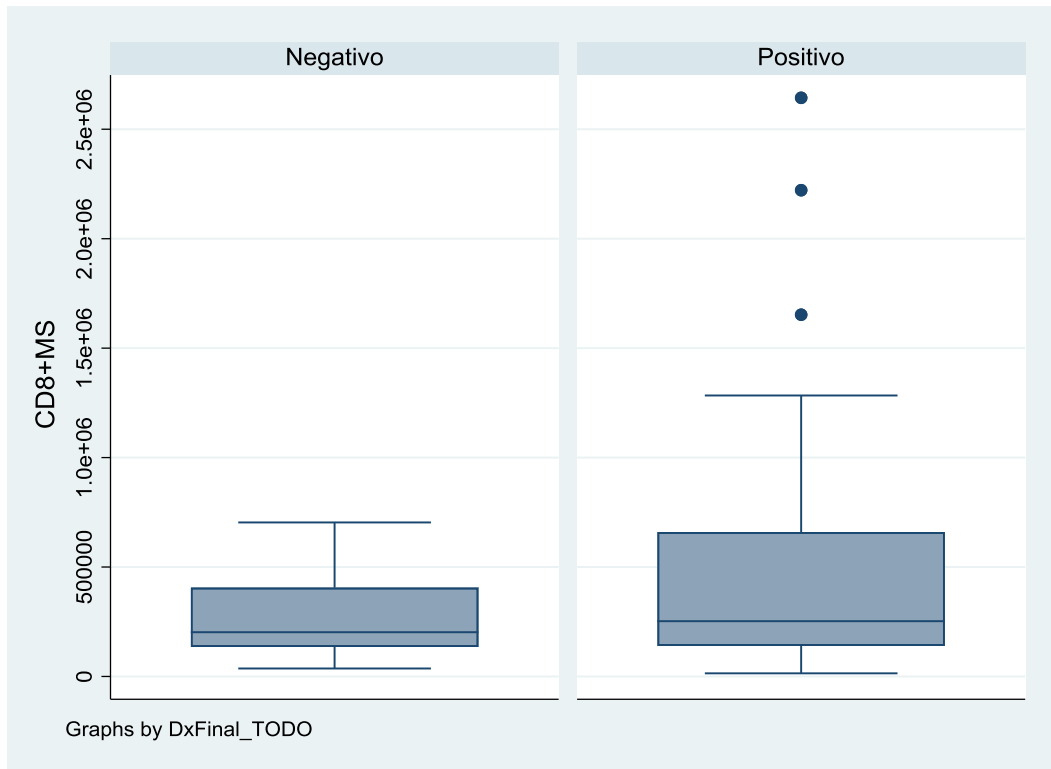 Negativo
Positivo
CD8+MS
2.5e+06
2.0e+06
1.5e+06
1.0e+06
500000
0
Graphs by DxFinal_TODO